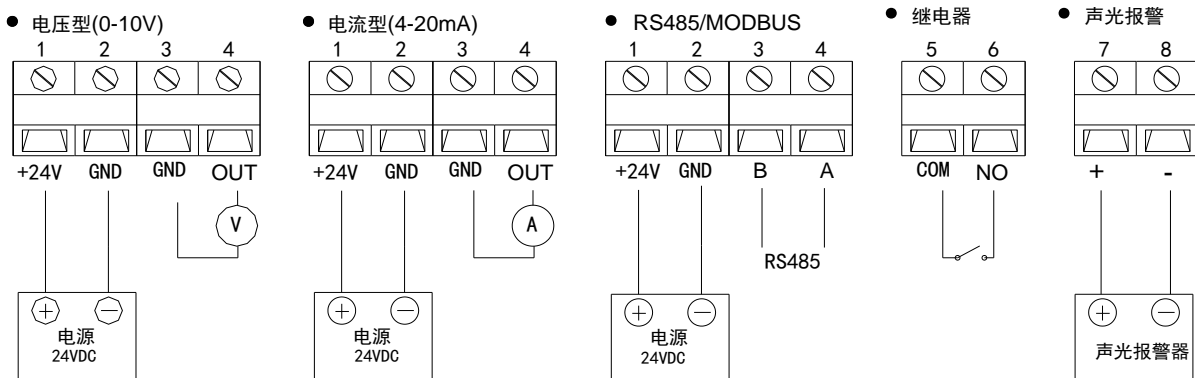 ● 电压型(0-10V)
1 2 3 4
+24V GND GND OUT
V
+ −
电源
24VDC
● 电流型(4-20mA)
1 2 3 4
+24V GND GND OUT
A
+ −
电源
24VDC
● RS485/MODBUS
1 2 3 4
+24V GND B A
RS485
+ −
电源
24VDC
● 继电器
5 6
COM NO
● 声光报警
7 8
+ -
+ −
声光报警器